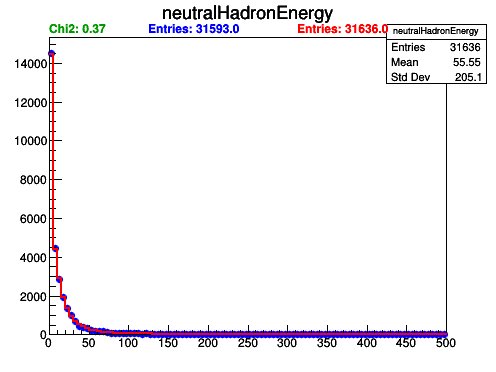 neutralHadronEnergy
Chi2: 0.37 Entries: 31593.0 Entries: 31636.0
neutralHadronEnergy
Entries 31636
Mean 55.55
Std Dev 205.1
14000
12000
10000
8000
6000
4000
2000
0
0 50 100 150 200 250 300 350 400 450 500